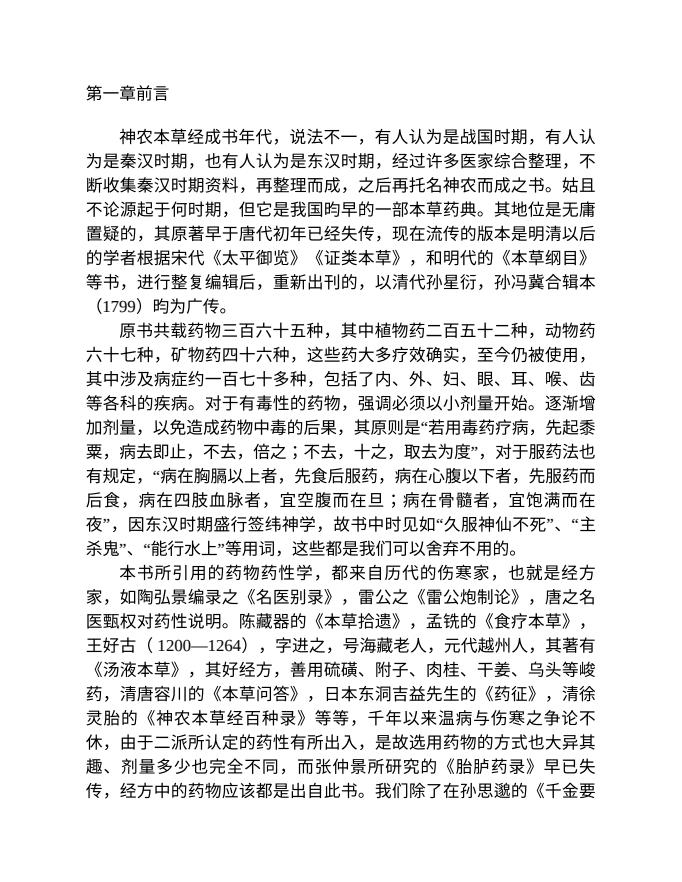 第一章前言
神农本草经成书年代，说法不一，有人认为是战国时期，有人认
为是秦汉时期，也有人认为是东汉时期，经过许多医家综合整理，不
断收集秦汉时期资料，再整理而成，之后再托名神农而成之书。姑且
不论源起于何时期，但它是我国昀早的一部本草药典。其地位是无庸
置疑的，其原著早于唐代初年已经失传，现在流传的版本是明清以后
的学者根据宋代《太平御览》《证类本草》，和明代的《本草纲目》
等书，进行整复编辑后，重新出刊的，以清代孙星衍，孙冯冀合辑本
（1799）昀为广传。
原书共载药物三百六十五种，其中植物药二百五十二种，动物药
六十七种，矿物药四十六种，这些药大多疗效确实，至今仍被使用，
其中涉及病症约一百七十多种，包括了内、外、妇、眼、耳、喉、齿
等各科的疾病。对于有毒性的药物，强调必须以小剂量开始。逐渐增
加剂量，以免造成药物中毒的后果，其原则是“若用毒药疗病，先起黍
粟，病去即止，不去，倍之；不去，十之，取去为度”，对于服药法也
有规定，“病在胸膈以上者，先食后服药，病在心腹以下者，先服药而
后食，病在四肢血脉者，宜空腹而在旦；病在骨髓者，宜饱满而在
夜”，因东汉时期盛行签纬神学，故书中时见如“久服神仙不死”、“主
杀鬼”、“能行水上”等用词，这些都是我们可以舍弃不用的。
本书所引用的药物药性学，都来自历代的伤寒家，也就是经方
家，如陶弘景编录之《名医别录》，雷公之《雷公炮制论》，唐之名
医甄权对药性说明。陈藏器的《本草拾遗》，孟铣的《食疗本草》，
王好古（ 1200—1264），字进之，号海藏老人，元代越州人，其著有
《汤液本草》，其好经方，善用硫磺、附子、肉桂、干姜、乌头等峻
药，清唐容川的《本草问答》，日本东洞吉益先生的《药征》，清徐
灵胎的《神农本草经百种录》等等，千年以来温病与伤寒之争论不
休，由于二派所认定的药性有所出入，是故选用药物的方式也大异其
趣、剂量多少也完全不同，而张仲景所研究的《胎胪药录》早已失
传，经方中的药物应该都是出自此书。我们除了在孙思邈的《千金要